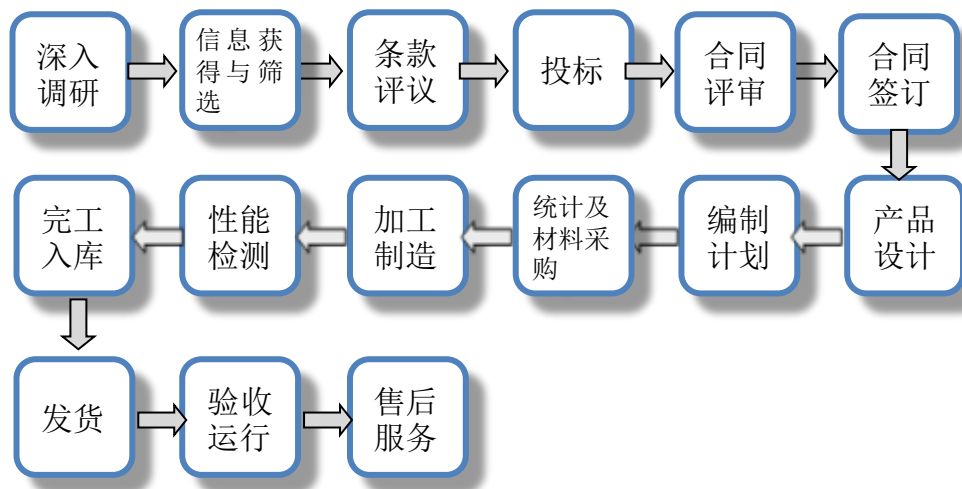 深入
调研
信息获
得与筛
选
条款
评议
投标
合同
评审
合同
签订
产品
设计
编制
计划
统计及
材料采
购
加工
制造
性能
检测
完工
入库
发货
验收
运行
售后
服务